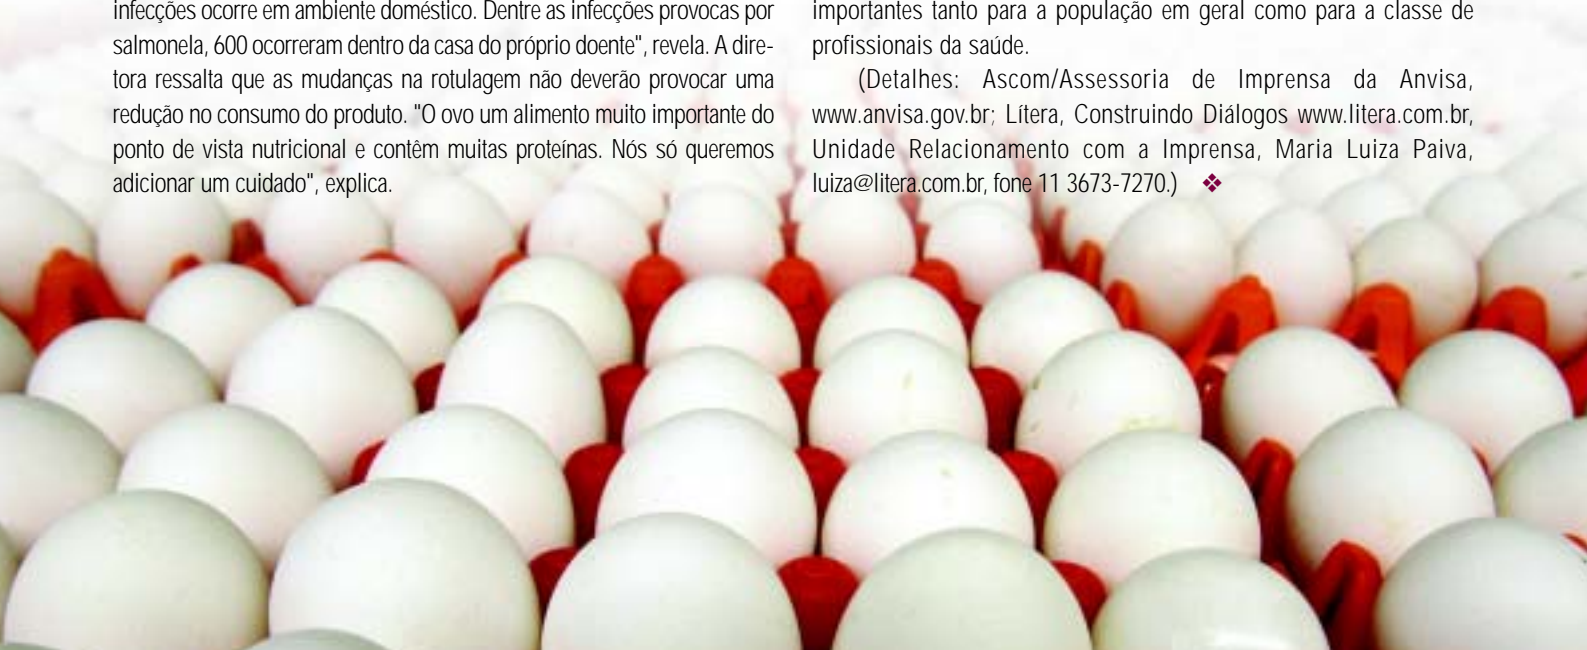 infecções ocorre em ambiente doméstico. Dentre as infecções provocas por
salmonela, 600 ocorreram dentro da casa do próprio doente", revela. A dire-
tora ressalta que as mudanças na rotulagem não deverão provocar uma
redução no consumo do produto. "O ovo um alimento muito importante do
ponto de vista nutricional e contêm muitas proteínas. Nós só queremos
adicionar um cuidado", explica.
importantes tanto para a população em geral como para a classe de
profissionais da saúde.
(Detalhes: Ascom/Assessoria de Imprensa da Anvisa,
www.anvisa.gov.br; Lítera, Construindo Diálogos www.litera.com.br,
Unidade Relacionamento com a Imprensa, Maria Luiza Paiva,
luiza@litera.com.br, fone 11 3673-7270.) ❖